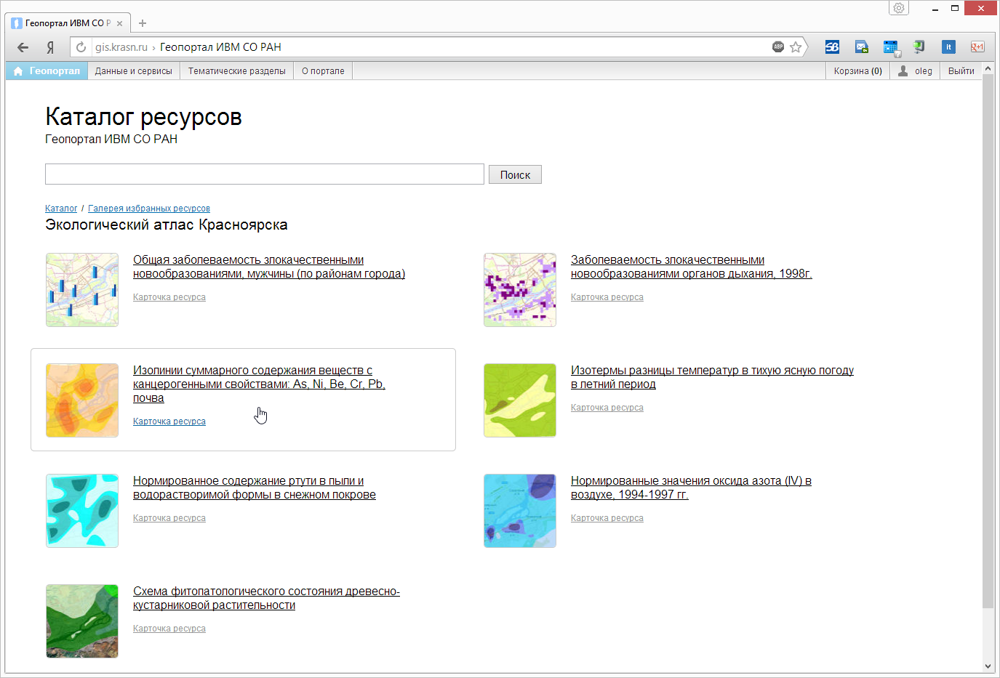 Геопортал ИВМ СО Р
gis.krasn.ru › Геопортал ИВМ СО РАН
ABP
SB
It
g+1
Геопортал
Данные и сервисы
Тематические разделы
О портале
Корзина (0)
oleg
Выйти
Каталог ресурсов
Геопортал ИВМ СО РАН
Поиск
Каталог / Галерея избранных ресурсов
Экологический атлас Красноярска
Общая заболеваемость злокачественными
новообразованиями, мужчины (по районам города)
Карточка ресурса
Заболеваемость злокачественными
новообразованиями органов дыхания, 1998г.
Карточка ресурса
Изолинии суммарного содержания веществ с
канцерогенными свойствами: As, Ni, Be, Cr, Pb,
почва
Карточка ресурса
Изотермы разницы температур в тихую ясную погоду
в летний период
Карточка ресурса
Нормированное содержание ртути в пыли и
водорастворимой формы в снежном покрове
Карточка ресурса
Нормированные значения оксида азота (IV) в
воздухе, 1994-1997 гг.
Карточка ресурса
Схема фитопатологического состояния древесно-
кустарниковой растительности
Карточка ресурса